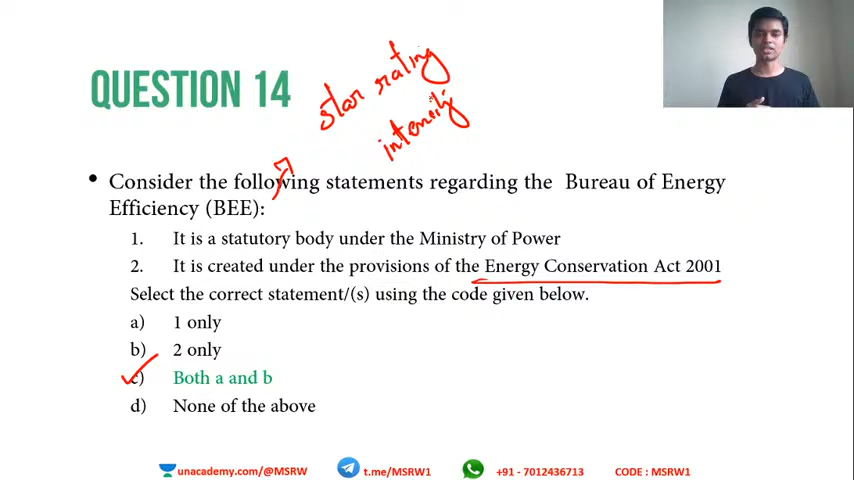 QUESTION 14
star rating
intensity
• Consider the following statements regarding the Bureau of Energy
Efficiency (BEE):
1. It is a statutory body under the Ministry of Power
2. It is created under the provisions of the Energy Conservation Act 2001
Select the correct statement/(s) using the code given below.
a) 1 only
b) 2 only
c) Both a and b
d) None of the above
unacademy.com/@MSRW t.me/MSRW1 +91 - 7012436713 CODE : MSRW1